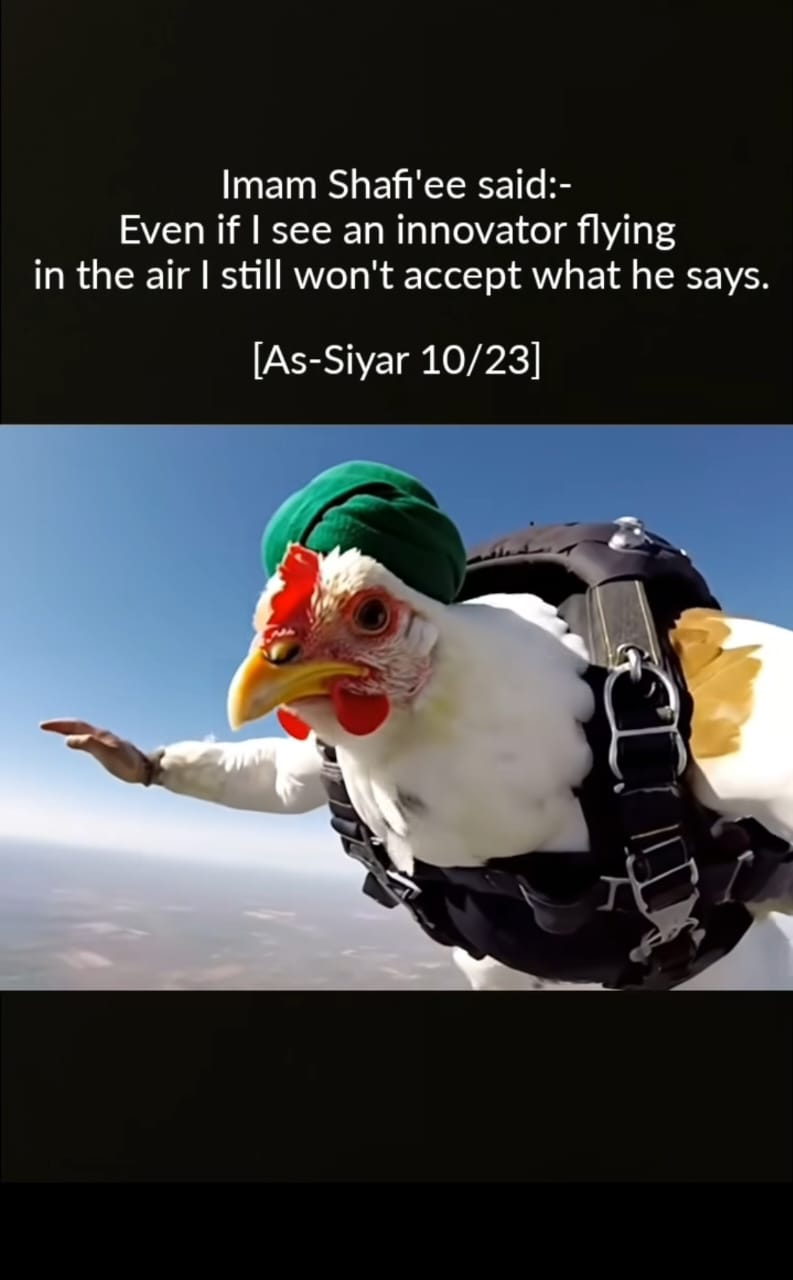 Imam Shafi'ee said:-
Even if I see an innovator flying
in the air I still won't accept what he says.
[As-Siyar 10/23]